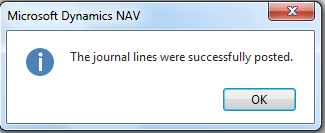 Microsoft Dynamics NAV
The journal lines were successfully posted.
OK